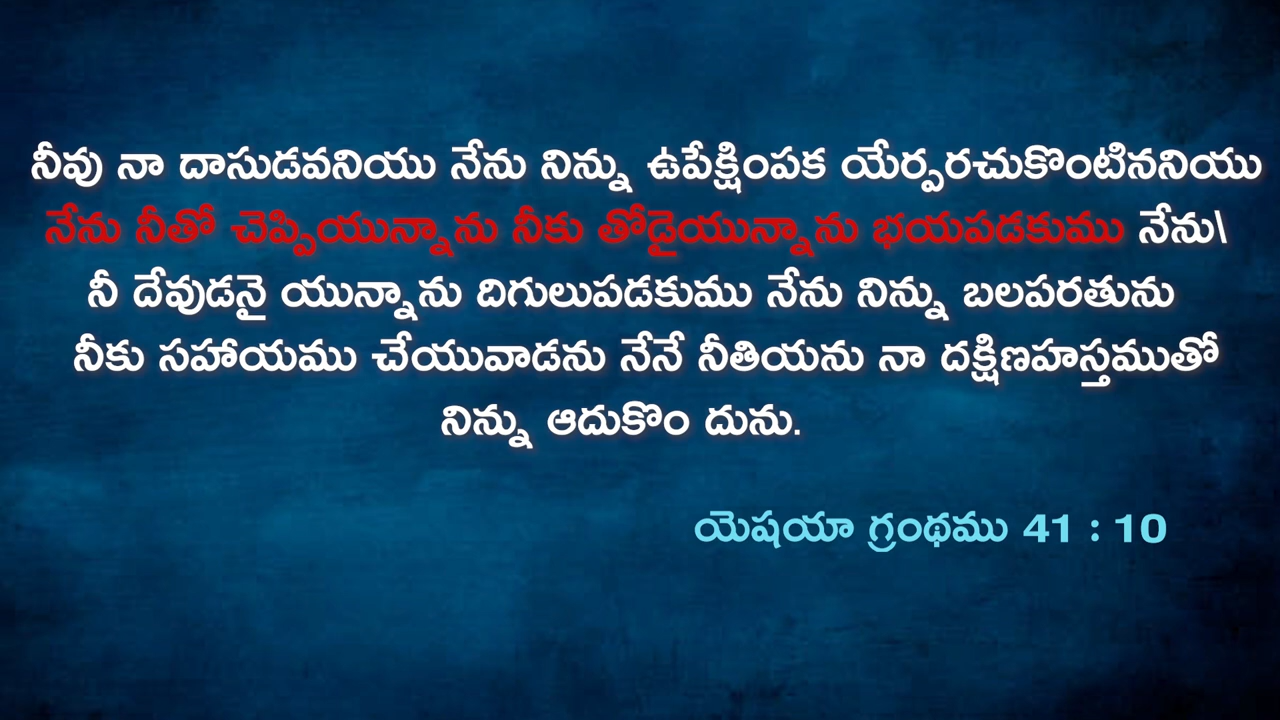 నీవు నా దాసుడవనియు నేను నిన్ను ఉపేక్షింపక యేర్పరచుకొంటిననియు
నేను నీతో చెప్పియున్నాను నీకు తోడైయున్నాను భయపడకుము నేను\
నీ దేవుడనై యున్నాను దిగులుపడకుము నేను నిన్ను బలపరతును
నీకు సహాయము చేయువాడను నేనే నీతియను నా దక్షిణహస్తముతో
నిన్ను ఆదుకొం దును.
యెషయా గ్రంథము 41 : 10